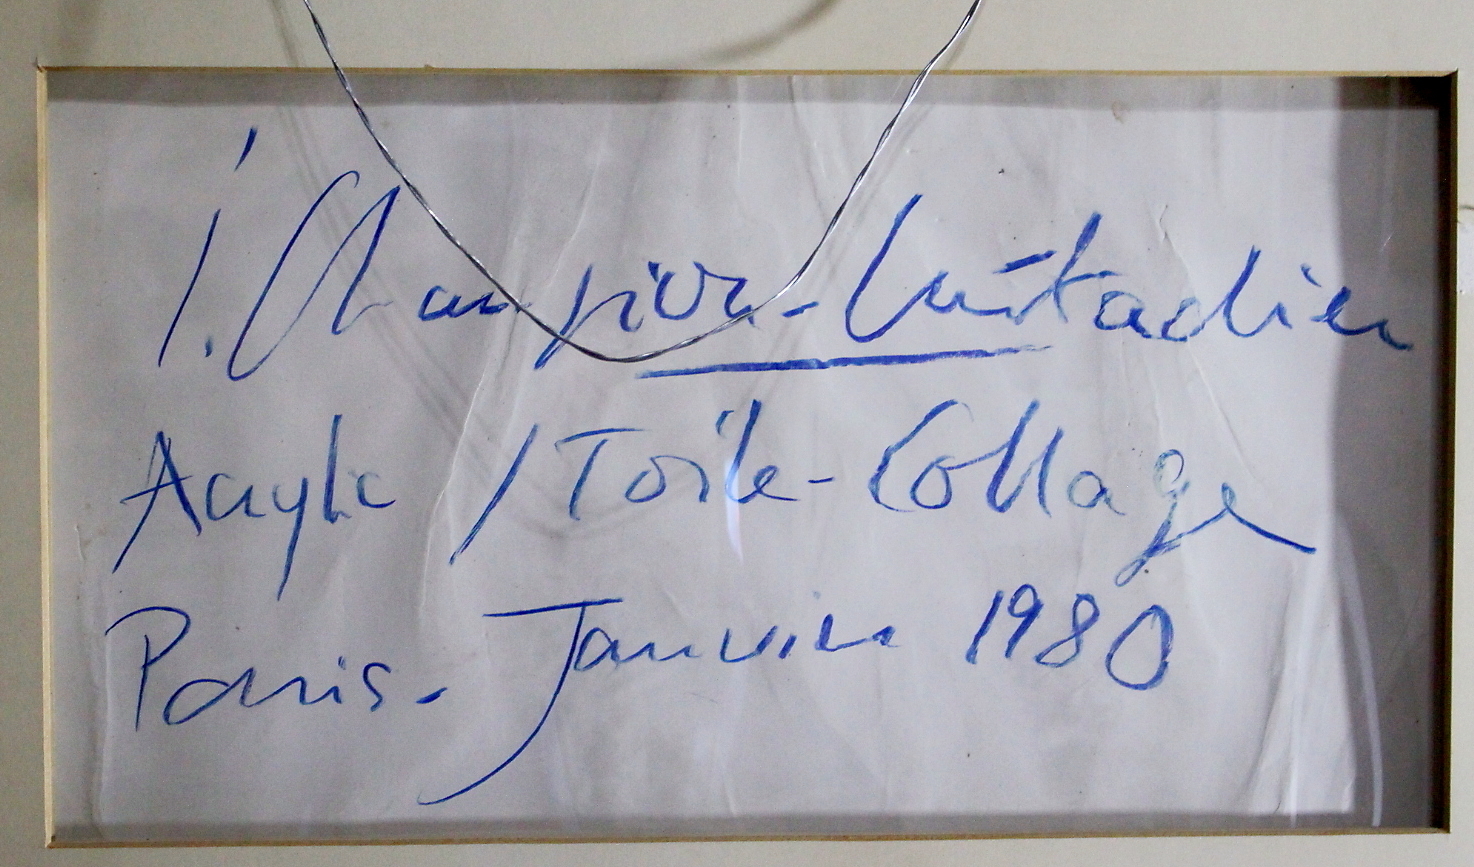 I. Champion-Métadier
Acrylic / Toile - Collage
Paris - Janvier 1980